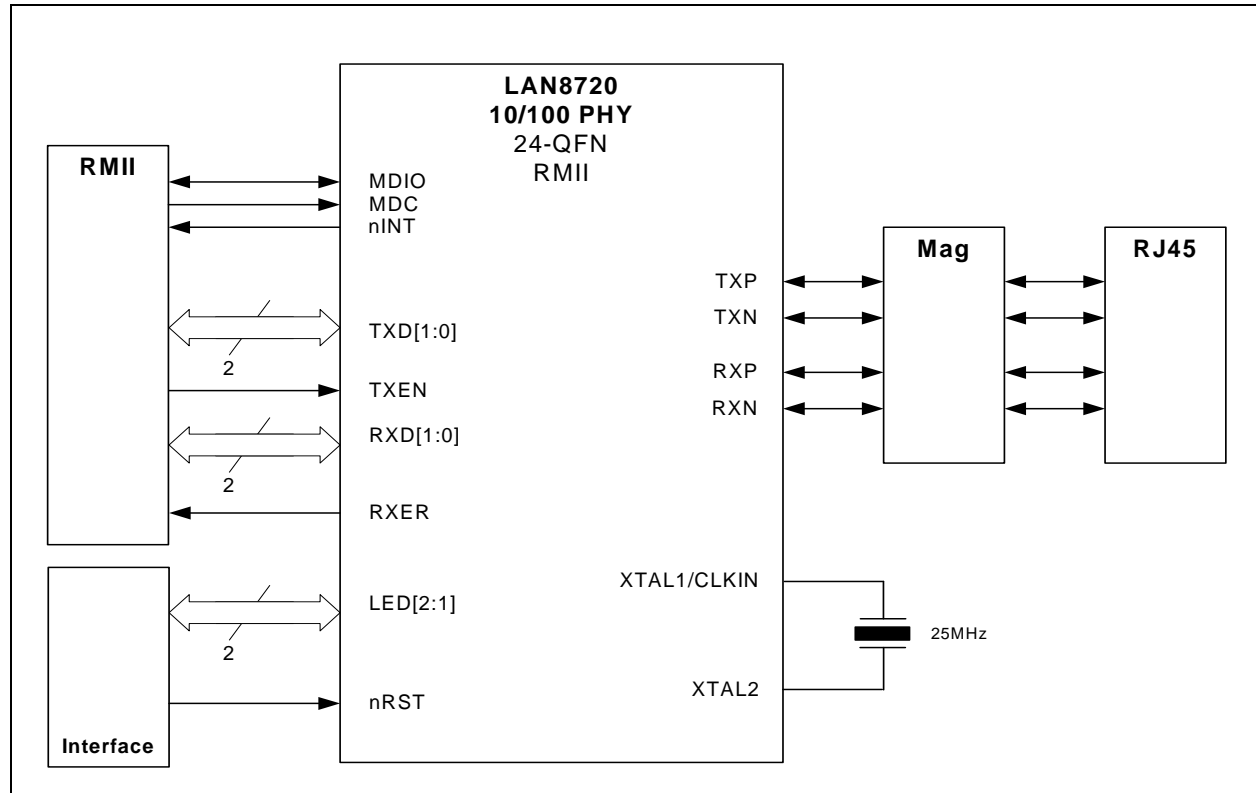 LAN8720
10/100 PHY
24-QFN
RMII
RMII
MDIO
MDC
nINT
TXD[1:0]
2
TXEN
RXD[1:0]
2
RXER
Interface
LED[2:1]
2
nRST
TXP
TXN
RXP
RXN
Mag
RJ45
XTAL1/CLKIN
25MHz
XTAL2